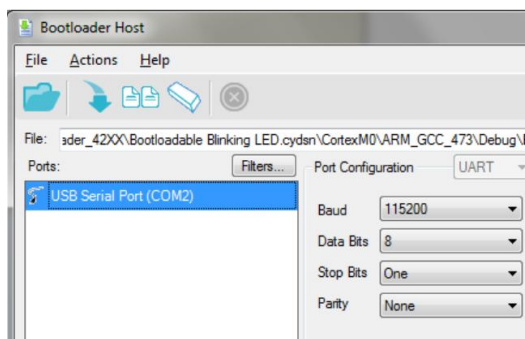 Bootloader Host
File Actions Help
File: ader_42XX\Bootloadable Blinking LED.cydsn\CortexM0\ARM_GCC_473\Debug\
Ports: Filters... Port Configuration UART
USB Serial Port (COM2)
Baud 115200
Data Bits 8
Stop Bits One
Parity None